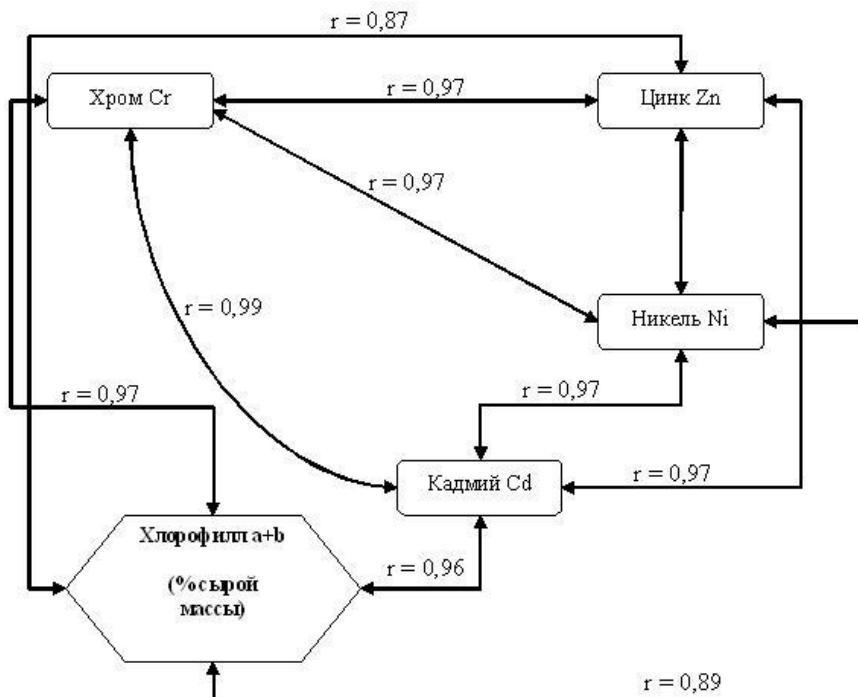 r = 0,87
Хром Cr
r = 0,97
Цинк Zn
r = 0,97
r = 0,99
Никель Ni
r = 0,97
r = 0,97
Кадмий Cd
r = 0,97
Хлорофилл a+b
(%сырой
массы)
r = 0,96
r = 0,89